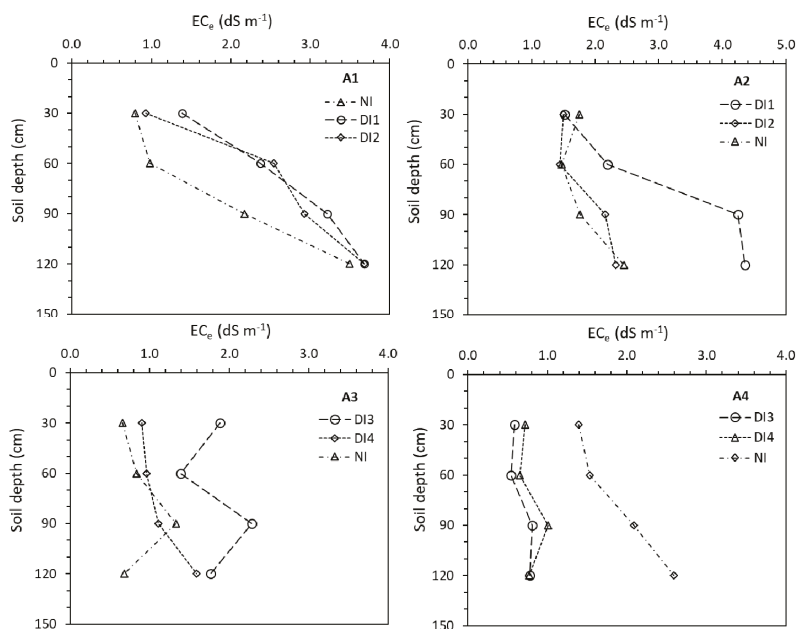 ECe (dS m-1)
0.0 1.0 2.0 3.0 4.0
0
30
60
90
120
150
Soil depth (cm)
A1
NI
DI1
DI2
ECe (dS m-1)
0.0 1.0 2.0 3.0 4.0 5.0
0
30
60
90
120
150
Soil depth (cm)
A2
DI1
DI2
NI
ECe (dS m-1)
0.0 1.0 2.0 3.0 4.0
0
30
60
90
120
150
Soil depth (cm)
A3
DI3
DI4
NI
ECe (dS m-1)
0.0 1.0 2.0 3.0 4.0
0
30
60
90
120
150
Soil depth (cm)
A4
DI3
DI4
NI